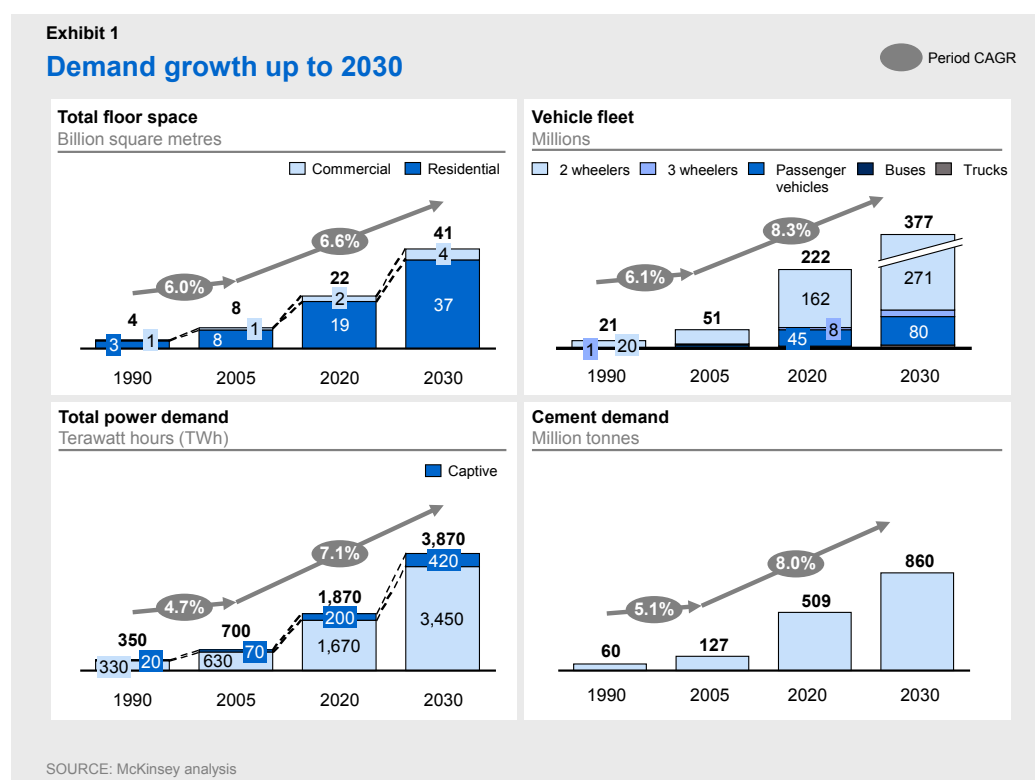 Exhibit 1
Demand growth up to 2030
Period CAGR
Total floor space
Billion square metres
Commercial Residential
6.0%
6.6%
4
8
22
41
3
1
8
1
19
2
37
4
1990 2005 2020 2030
Vehicle fleet
Millions
2 wheelers 3 wheelers Passenger vehicles Buses Trucks
6.1%
8.3%
21
51
222
377
1
20
162
45
8
271
80
1990 2005 2020 2030
Total power demand
Terawatt hours (TWh)
Captive
4.7%
7.1%
350
700
1,870
3,870
330
20
630
70
200
1,670
420
3,450
1990 2005 2020 2030
Cement demand
Million tonnes
5.1%
8.0%
60
127
509
860
1990 2005 2020 2030
SOURCE: McKinsey analysis